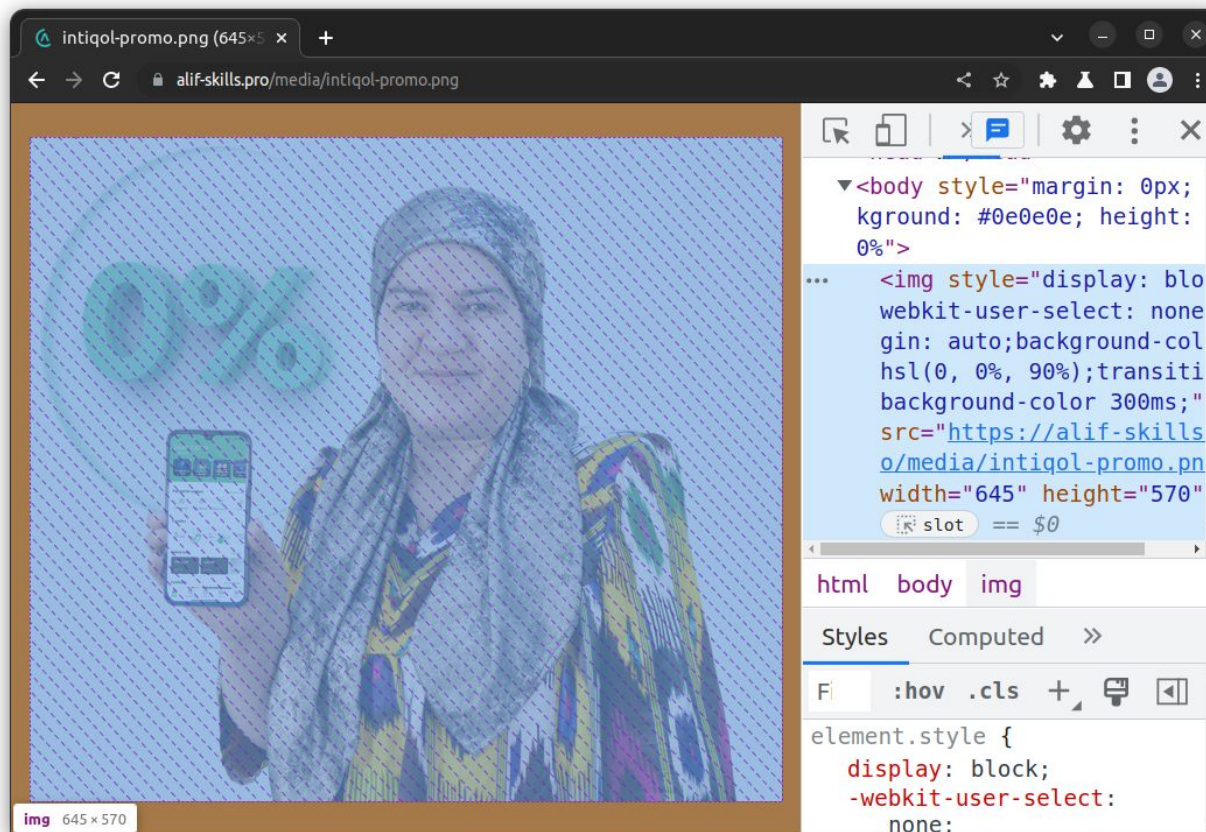 intiqol-promo.png (645×5
alif-skills.pro/media/intiqol-promo.png
0%
<body style="margin: 0px;
kground: #0e0e0e; height:
0%">
<img style="display: blo
webkit-user-select: none
gin: auto;background-col
hsl(0, 0%, 90%);transiti
background-color 300ms;"
src="https://alif-skills
o/media/intiqol-promo.pn
width="645" height="570"
slot == $0
html body img
Styles Computed
Fi :hov .cls
element.style {
display: block;
-webkit-user-select:
none;
img 645 × 570